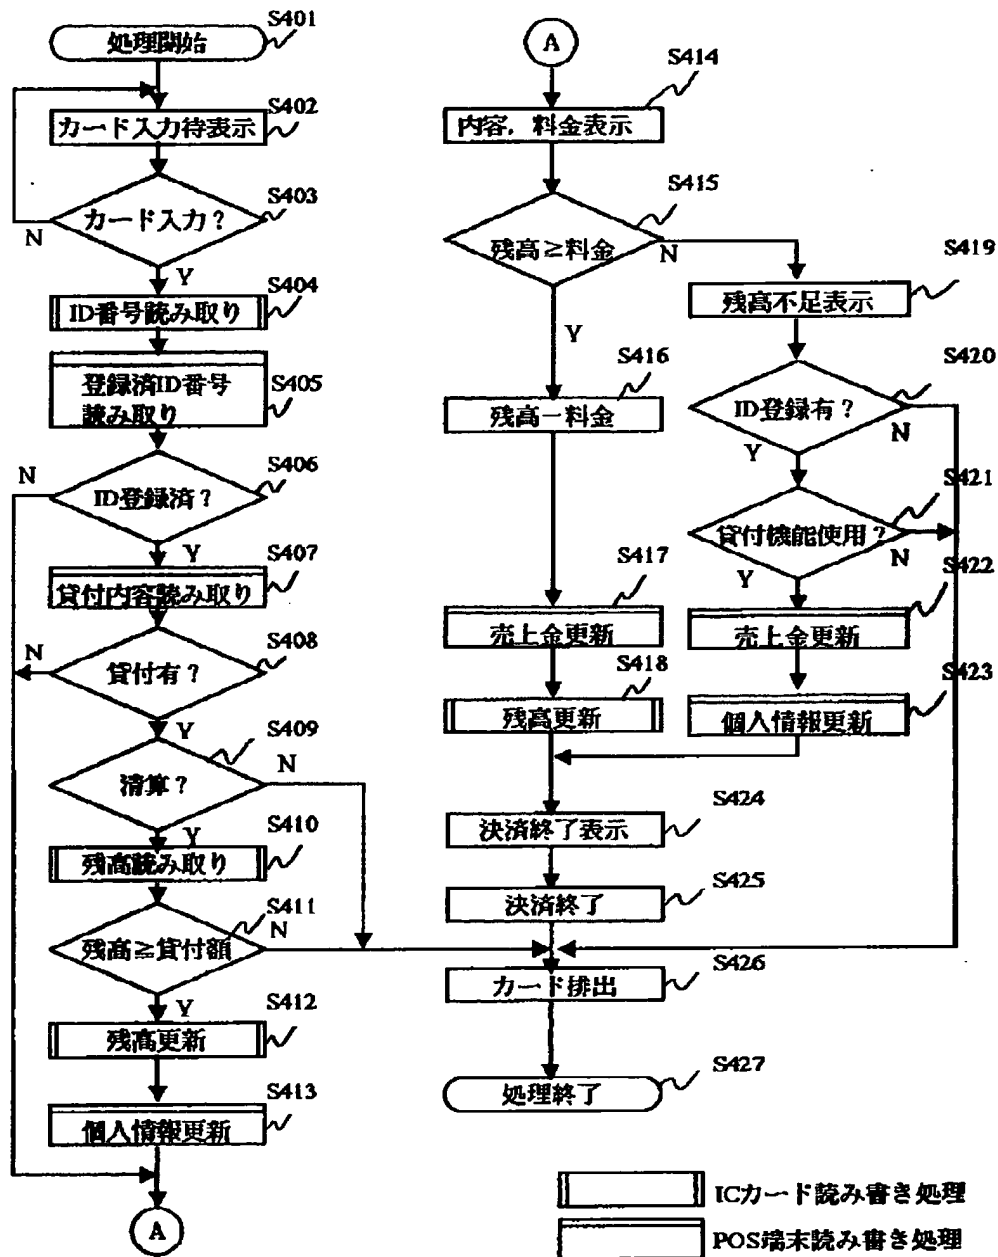 処理開始
S401
カード入力待表示
S402
カード入力？
S403
N
Y
ID番号読み取り
S404
登録済ID番号
読み取り
S405
ID登録済？
S406
N
Y
貸付内容読み取り
S407
貸付有？
S408
N
Y
清算？
S409
N
Y
残高読み取り
S410
残高≧貸付額
S411
N
Y
残高更新
S412
個人情報更新
S413
A
A
内容，料金表示
S414
残高≧料金
S415
N
Y
残高ー料金
S416
売上金更新
S417
残高更新
S418
残高不足表示
S419
ID登録有？
S420
N
Y
貸付機能使用？
S421
N
Y
売上金更新
S422
個人情報更新
S423
決済終了表示
S424
決済終了
S425
カード排出
S426
処理終了
S427
ICカード読み書き処理
POS端末読み書き処理